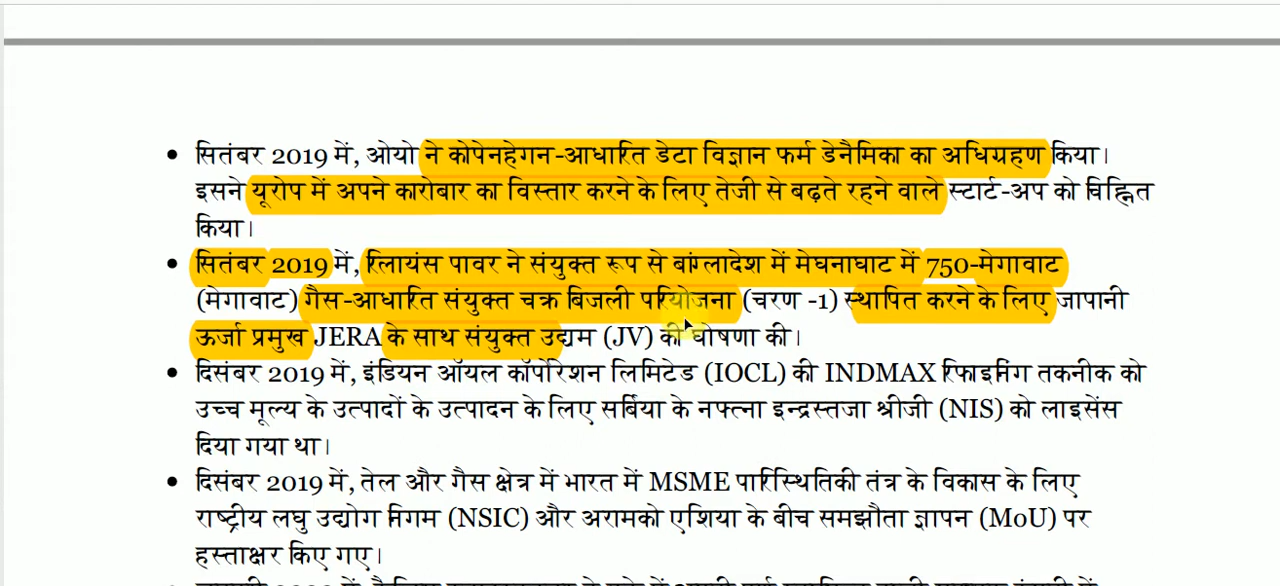 • सितंबर 2019 में, ओयो ने कोपेनहेगन-आधारित डेटा विज्ञान फर्म डेनैमिका का अधिग्रहण किया।
इसने यूरोप में अपने कारोबार का विस्तार करने के लिए तेजी से बढ़ते रहने वाले स्टार्ट-अप को चिह्नित
किया।
• सितंबर 2019 में, रिलायंस पावर ने संयुक्त रूप से बांग्लादेश में मेघनाघाट में 750-मेगावाट
(मेगावाट) गैस-आधारित संयुक्त चक्र बिजली परियोजना (चरण -1) स्थापित करने के लिए जापानी
ऊर्जा प्रमुख JERA के साथ संयुक्त उद्यम (JV) की घोषणा की।
• दिसंबर 2019 में, इंडियन ऑयल कॉर्पोरेशन लिमिटेड (IOCL) की INDMAX रिफाइनिंग तकनीक को
उच्च मूल्य के उत्पादों के उत्पादन के लिए सर्बिया के नफ्त्ना इन्द्रस्तजा श्रीजी (NIS) को लाइसेंस
दिया गया था।
• दिसंबर 2019 में, तेल और गैस क्षेत्र में भारत में MSME पारिस्थितिकी तंत्र के विकास के लिए
राष्ट्रीय लघु उद्योग निगम (NSIC) और अरामको एशिया के बीच समझौता ज्ञापन (MoU) पर
हस्ताक्षर किए गए।